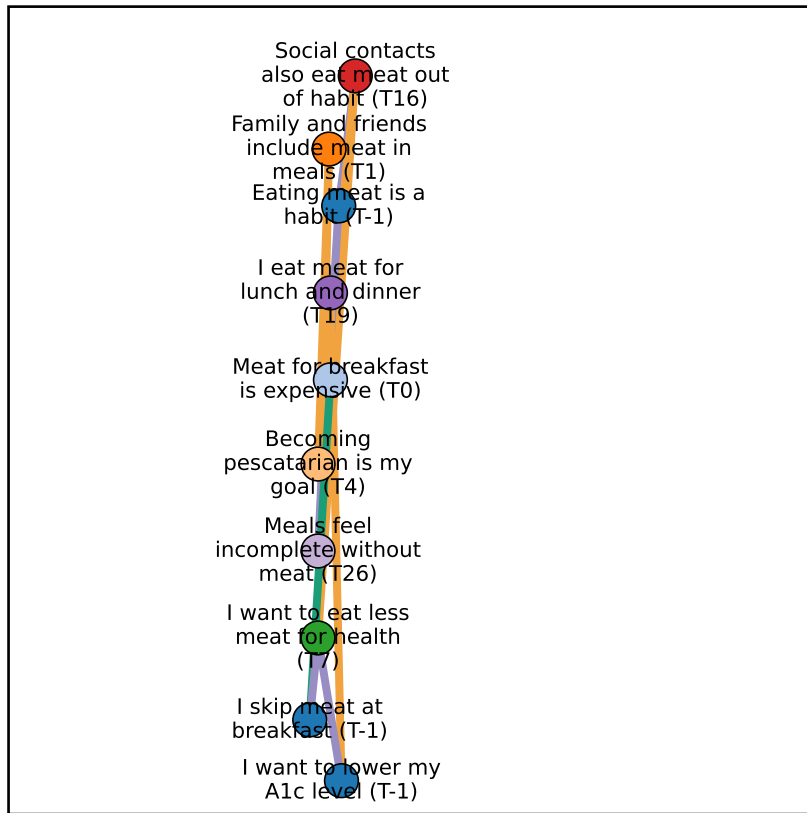 Social contacts
also eat meat out
of habit (T16)
Family and friends
include meat in
meals (T1)
Eating meat is a
habit (T-1)
I eat meat for
lunch and dinner
(T19)
Meat for breakfast
is expensive (T0)
Becoming
pescatarian is my
goal (T4)
Meals feel
incomplete without
meat (T26)
I want to eat less
meat for health
(T7)
I skip meat at
breakfast (T-1)
I want to lower my
A1c level (T-1)